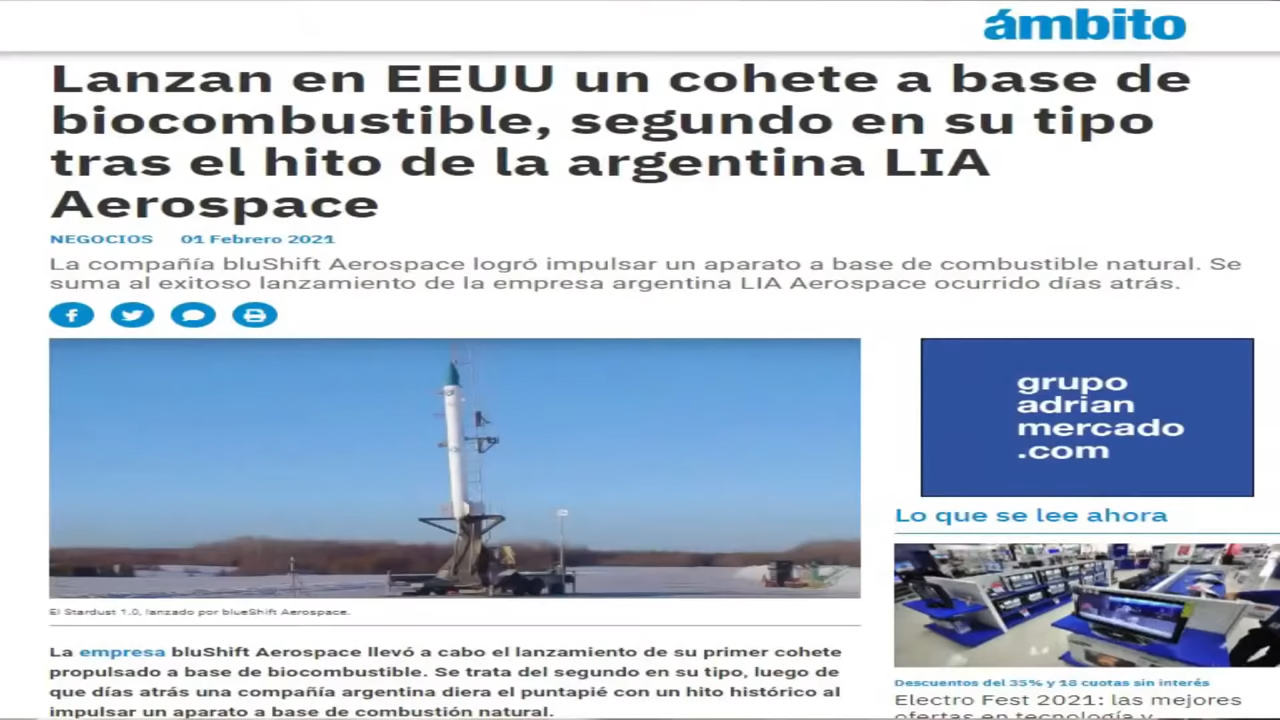 ámbito
Lanzan en EEUU un cohete a base de
biocombustible, segundo en su tipo
tras el hito de la argentina LIA
Aerospace
NEGOCIOS 01 Febrero 2021
La compañía bluShift Aerospace logró impulsar un aparato a base de combustible natural. Se
suma al exitoso lanzamiento de la empresa argentina LIA Aerospace ocurrido días atrás.
grupo
adrian
mercado
.com
Lo que se lee ahora
El Stardust 1.0, lanzado por blueShift Aerospace.
La empresa bluShift Aerospace llevó a cabo el lanzamiento de su primer cohete
propulsado a base de biocombustible. Se trata del segundo en su tipo, luego de
que días atrás una compañía argentina diera el puntapié con un hito histórico al
impulsar un aparato a base de combustión natural.
Descuentos del 35% y 18 cuotas sin interés
Electro Fest 2021: las mejores
ofertas en tecnología y